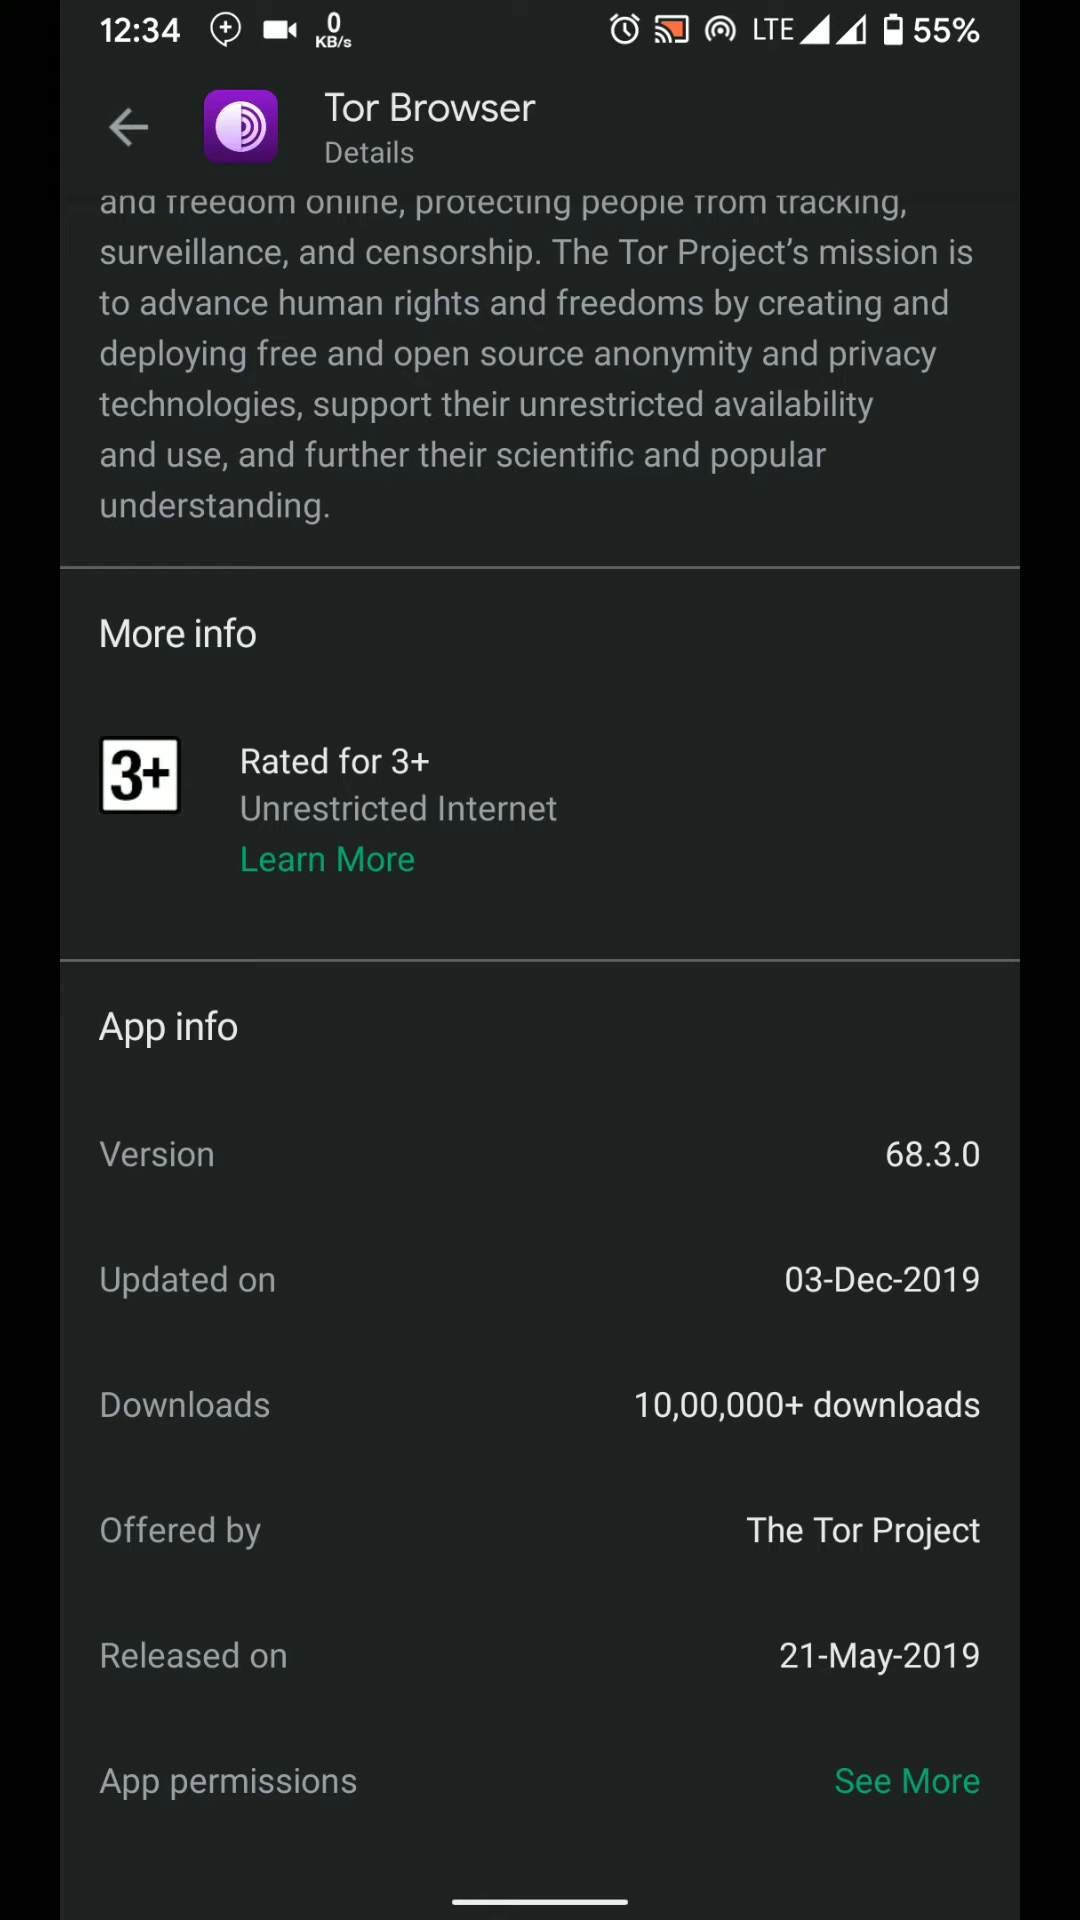 12:34 0 KB/s LTE 55%
Tor Browser
Details
and freedom online, protecting people from tracking,
surveillance, and censorship. The Tor Project’s mission is
to advance human rights and freedoms by creating and
deploying free and open source anonymity and privacy
technologies, support their unrestricted availability
and use, and further their scientific and popular
understanding.
More info
3+
Rated for 3+
Unrestricted Internet
Learn More
App info
Version 68.3.0
Updated on 03-Dec-2019
Downloads 10,00,000+ downloads
Offered by The Tor Project
Released on 21-May-2019
App permissions See More